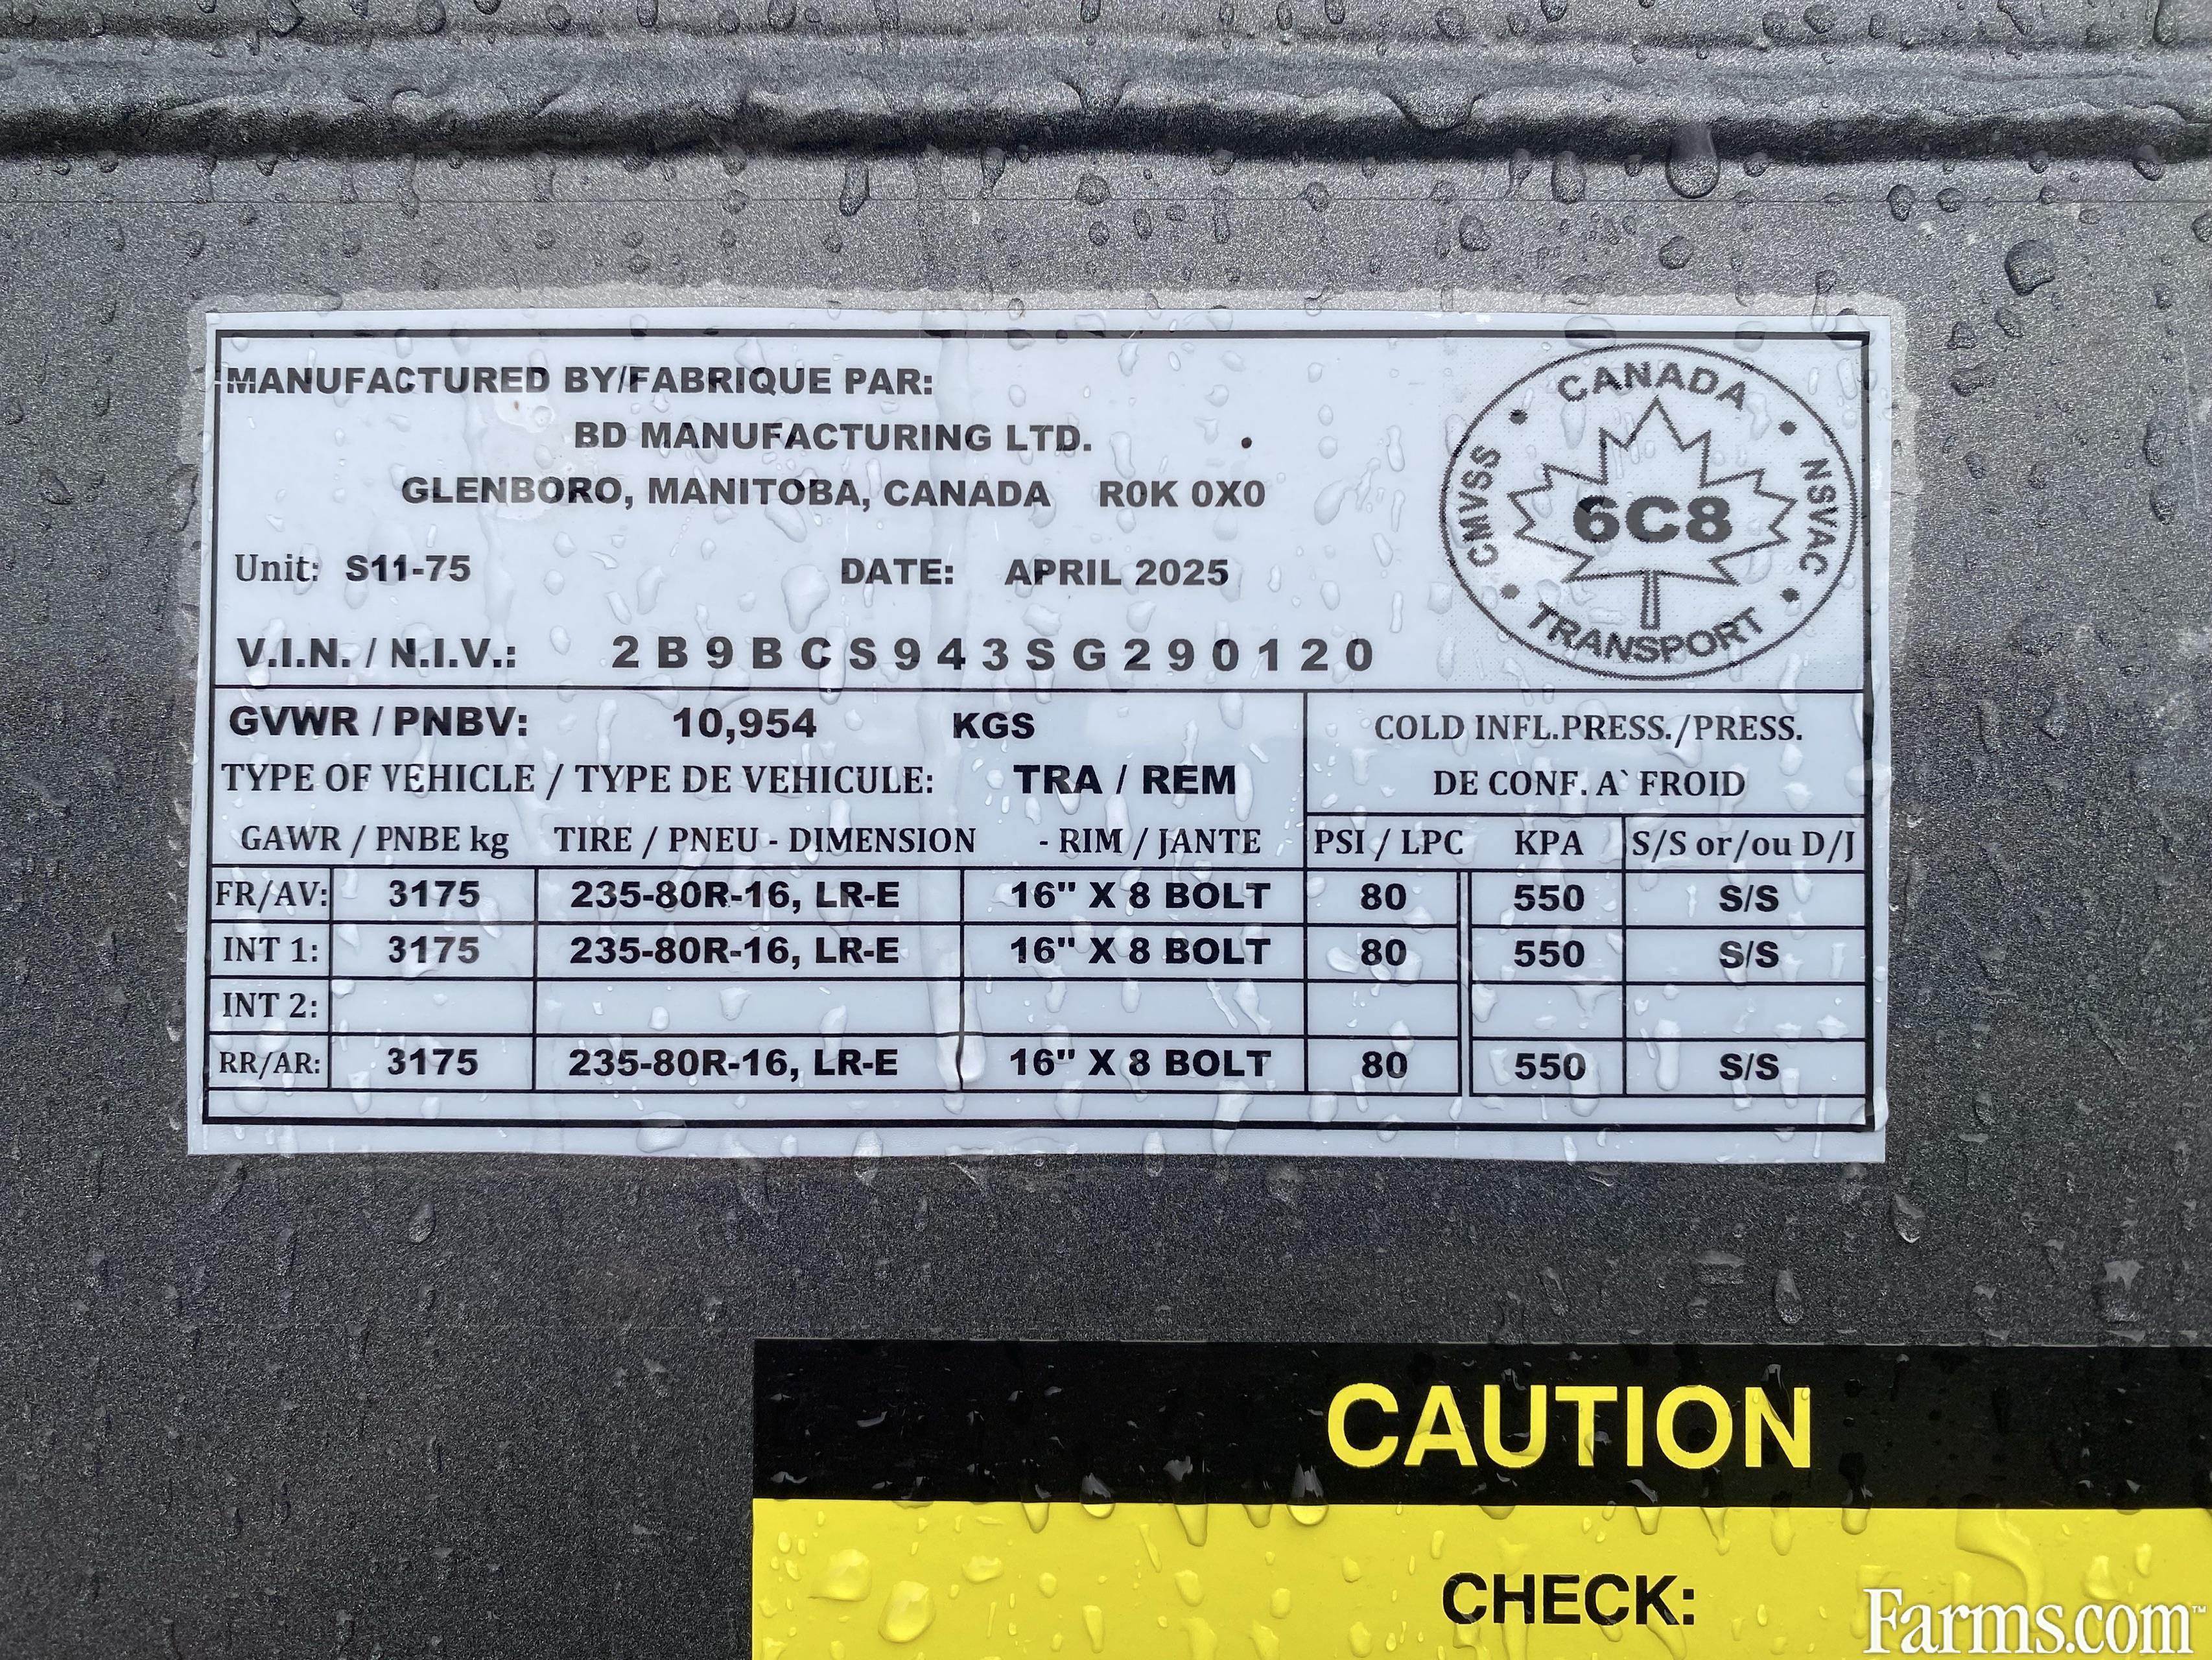 MANUFACTURED BY/FABRIQUE PAR:
BD MANUFACTURING LTD.
GLENBORO, MANITOBA, CANADA R0K 0X0
Unit: S11-75 DATE: APRIL 2025
V.I.N. / N.I.V.: 2B9BCS943SG290120
CANADA
CMVSS
6C8
NSVAC
TRANSPORT
GVWR / PNBV: 10,954 KGS
TYPE OF VEHICLE / TYPE DE VEHICULE: TRA / REM
COLD INFL.PRESS./PRESS.
DE CONF. A` FROID
GAWR / PNBE kg TIRE / PNEU - DIMENSION - RIM / JANTE PSI / LPC KPA S/S or/ou D/J
FR/AV: 3175 235-80R-16, LR-E 16" X 8 BOLT 80 550 S/S
INT 1: 3175 235-80R-16, LR-E 16" X 8 BOLT 80 550 S/S
INT 2:
RR/AR: 3175 235-80R-16, LR-E 16" X 8 BOLT 80 550 S/S
CAUTION
CHECK:
Farms.com™